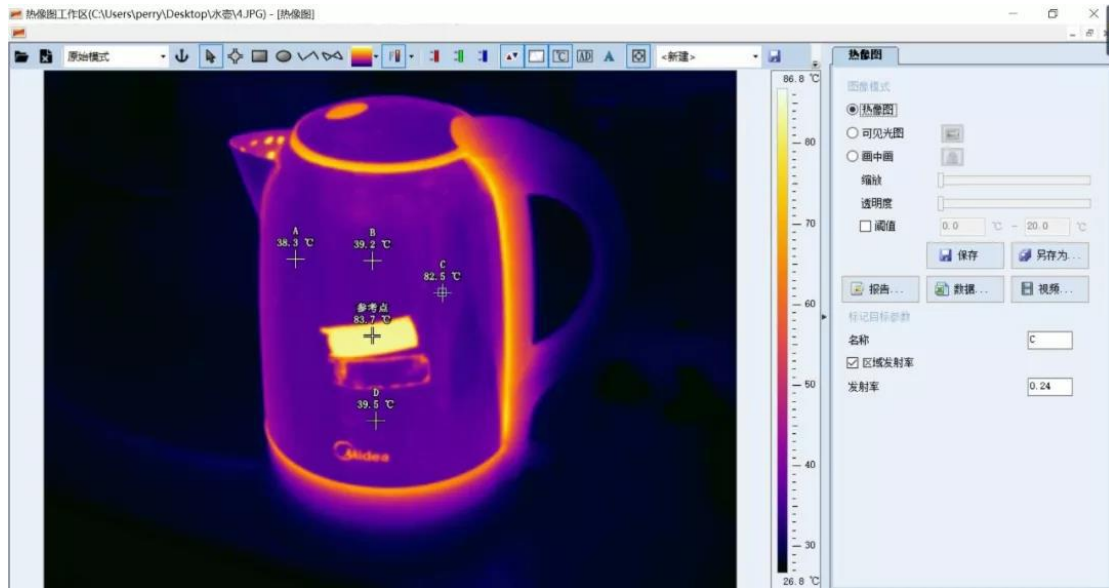 热像图工作区(C:\Users\perry\Desktop\水壶\4.JPG) - [热像图]
原始模式
AD
A
<新建>
热像图
86.8 ℃
80
70
60
50
40
30
26.8 ℃
A
38.3 ℃
B
39.2 ℃
C
82.5 ℃
参考点
83.7 ℃
D
39.5 ℃
Midea
图像模式
热像图
可见光图
画中画
缩放
透明度
阈值 0.0 ℃ - 20.0 ℃
保存 另存为...
报告... 数据... 视频...
标记目标参数
名称 C
区域发射率
发射率 0.24